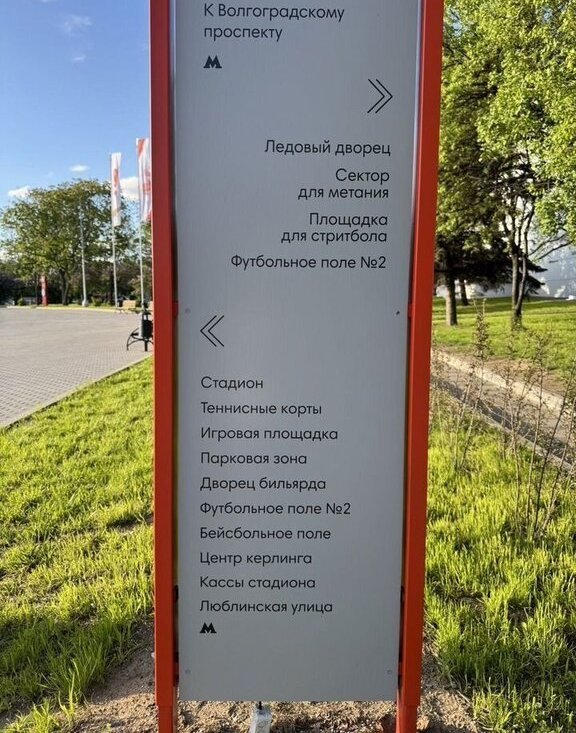 К Волгоградскому
проспекту
М
Ледовый дворец
Сектор
для метания
Площадка
для стритбола
Футбольное поле №2
Стадион
Теннисные корты
Игровая площадка
Парковая зона
Дворец бильярда
Футбольное поле №2
Бейсбольное поле
Центр керлинга
Кассы стадиона
Люблинская улица
М